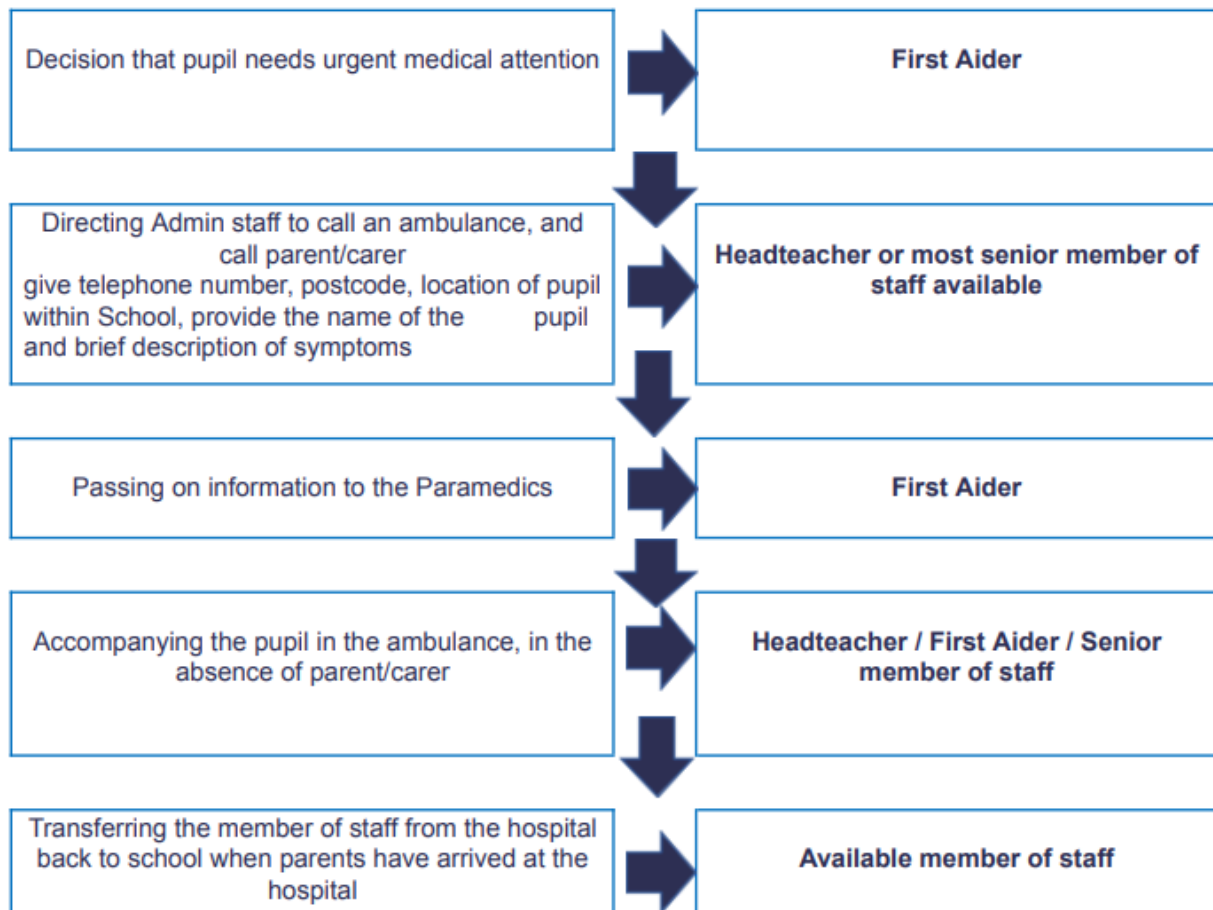 Decision that pupil needs urgent medical attention
First Aider
Directing Admin staff to call an ambulance, and
call parent/carer
give telephone number, postcode, location of pupil
within School, provide the name of the pupil
and brief description of symptoms
Headteacher or most senior member of
staff available
Passing on information to the Paramedics
First Aider
Accompanying the pupil in the ambulance, in the
absence of parent/carer
Headteacher / First Aider / Senior
member of staff
Transferring the member of staff from the hospital
back to school when parents have arrived at the
hospital
Available member of staff